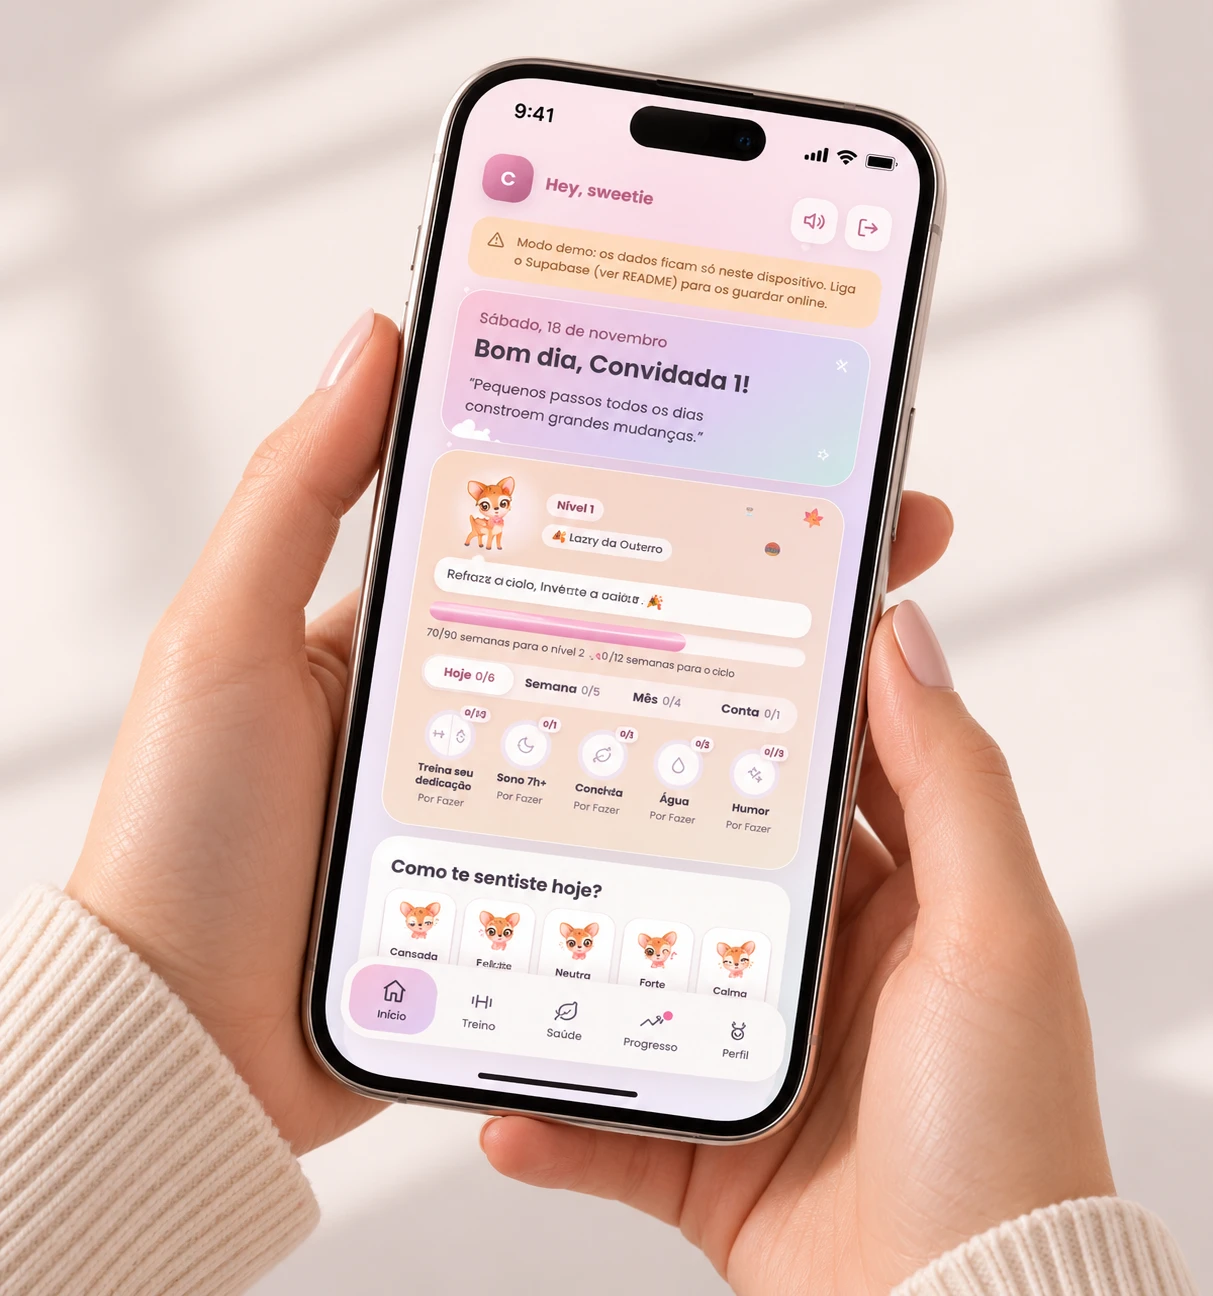 9:41
C
Hey, sweetie
Modo demo: os dados ficam só neste dispositivo. Liga
o Supabase (ver README) para os guardar online.
Sábado, 18 de novembro
Bom dia, Convidada 1!
"Pequenos passos todos os dias
constroem grandes mudanças."
Nível 1
Lazry da Outerro
a
70/90 semanas para o nível 2 0/12 semanas para o ciclo
Hoje 0/6 Semana 0/5 Mês 0/4 Conta 0/1
0/1 0/3 0/3
Treina seu
dedicação
Por Fazer
Sono 7h+
Por Fazer
Por Fazer
Água
Por Fazer
Humor
Por Fazer
Como te sentiste hoje?
Cansada
Neutra
Forte
Calma
Início
Treino
Saúde
Progresso
Perfil